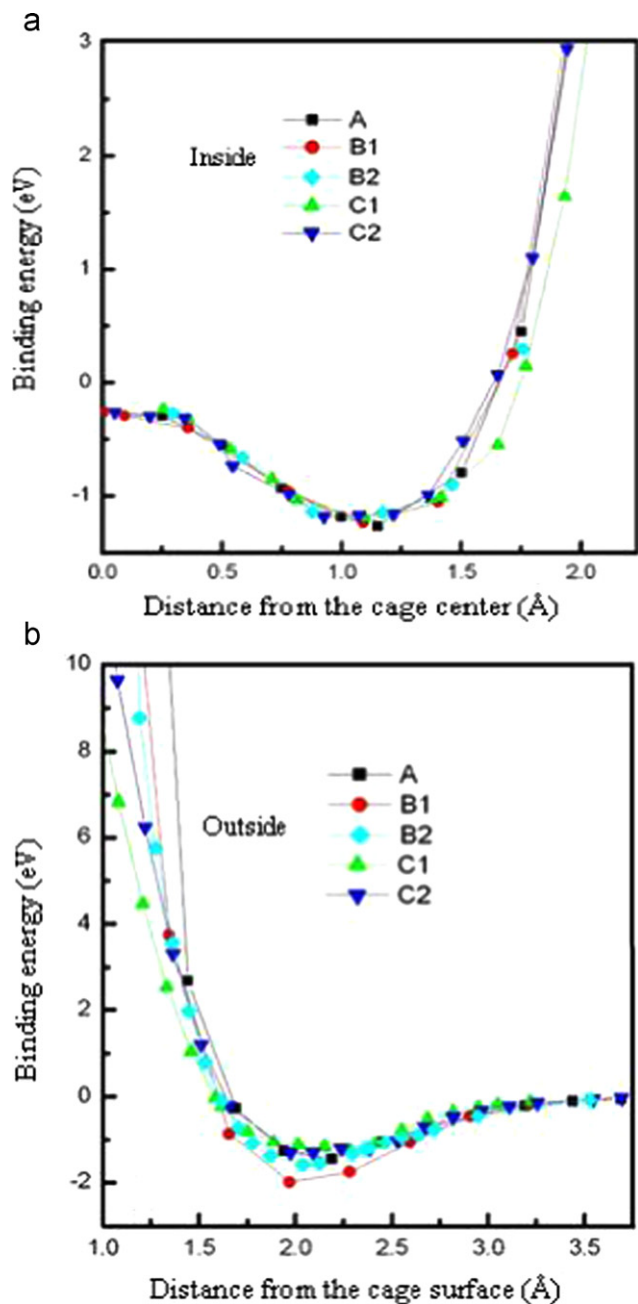 a
3
2
1
0
-1
Binding energy (eV)
Inside
A
B1
B2
C1
C2
0.0 0.5 1.0 1.5 2.0
Distance from the cage center (Å)
b
10
8
6
4
2
0
-2
Binding energy (eV)
Outside
A
B1
B2
C1
C2
1.0 1.5 2.0 2.5 3.0 3.5
Distance from the cage surface (Å)